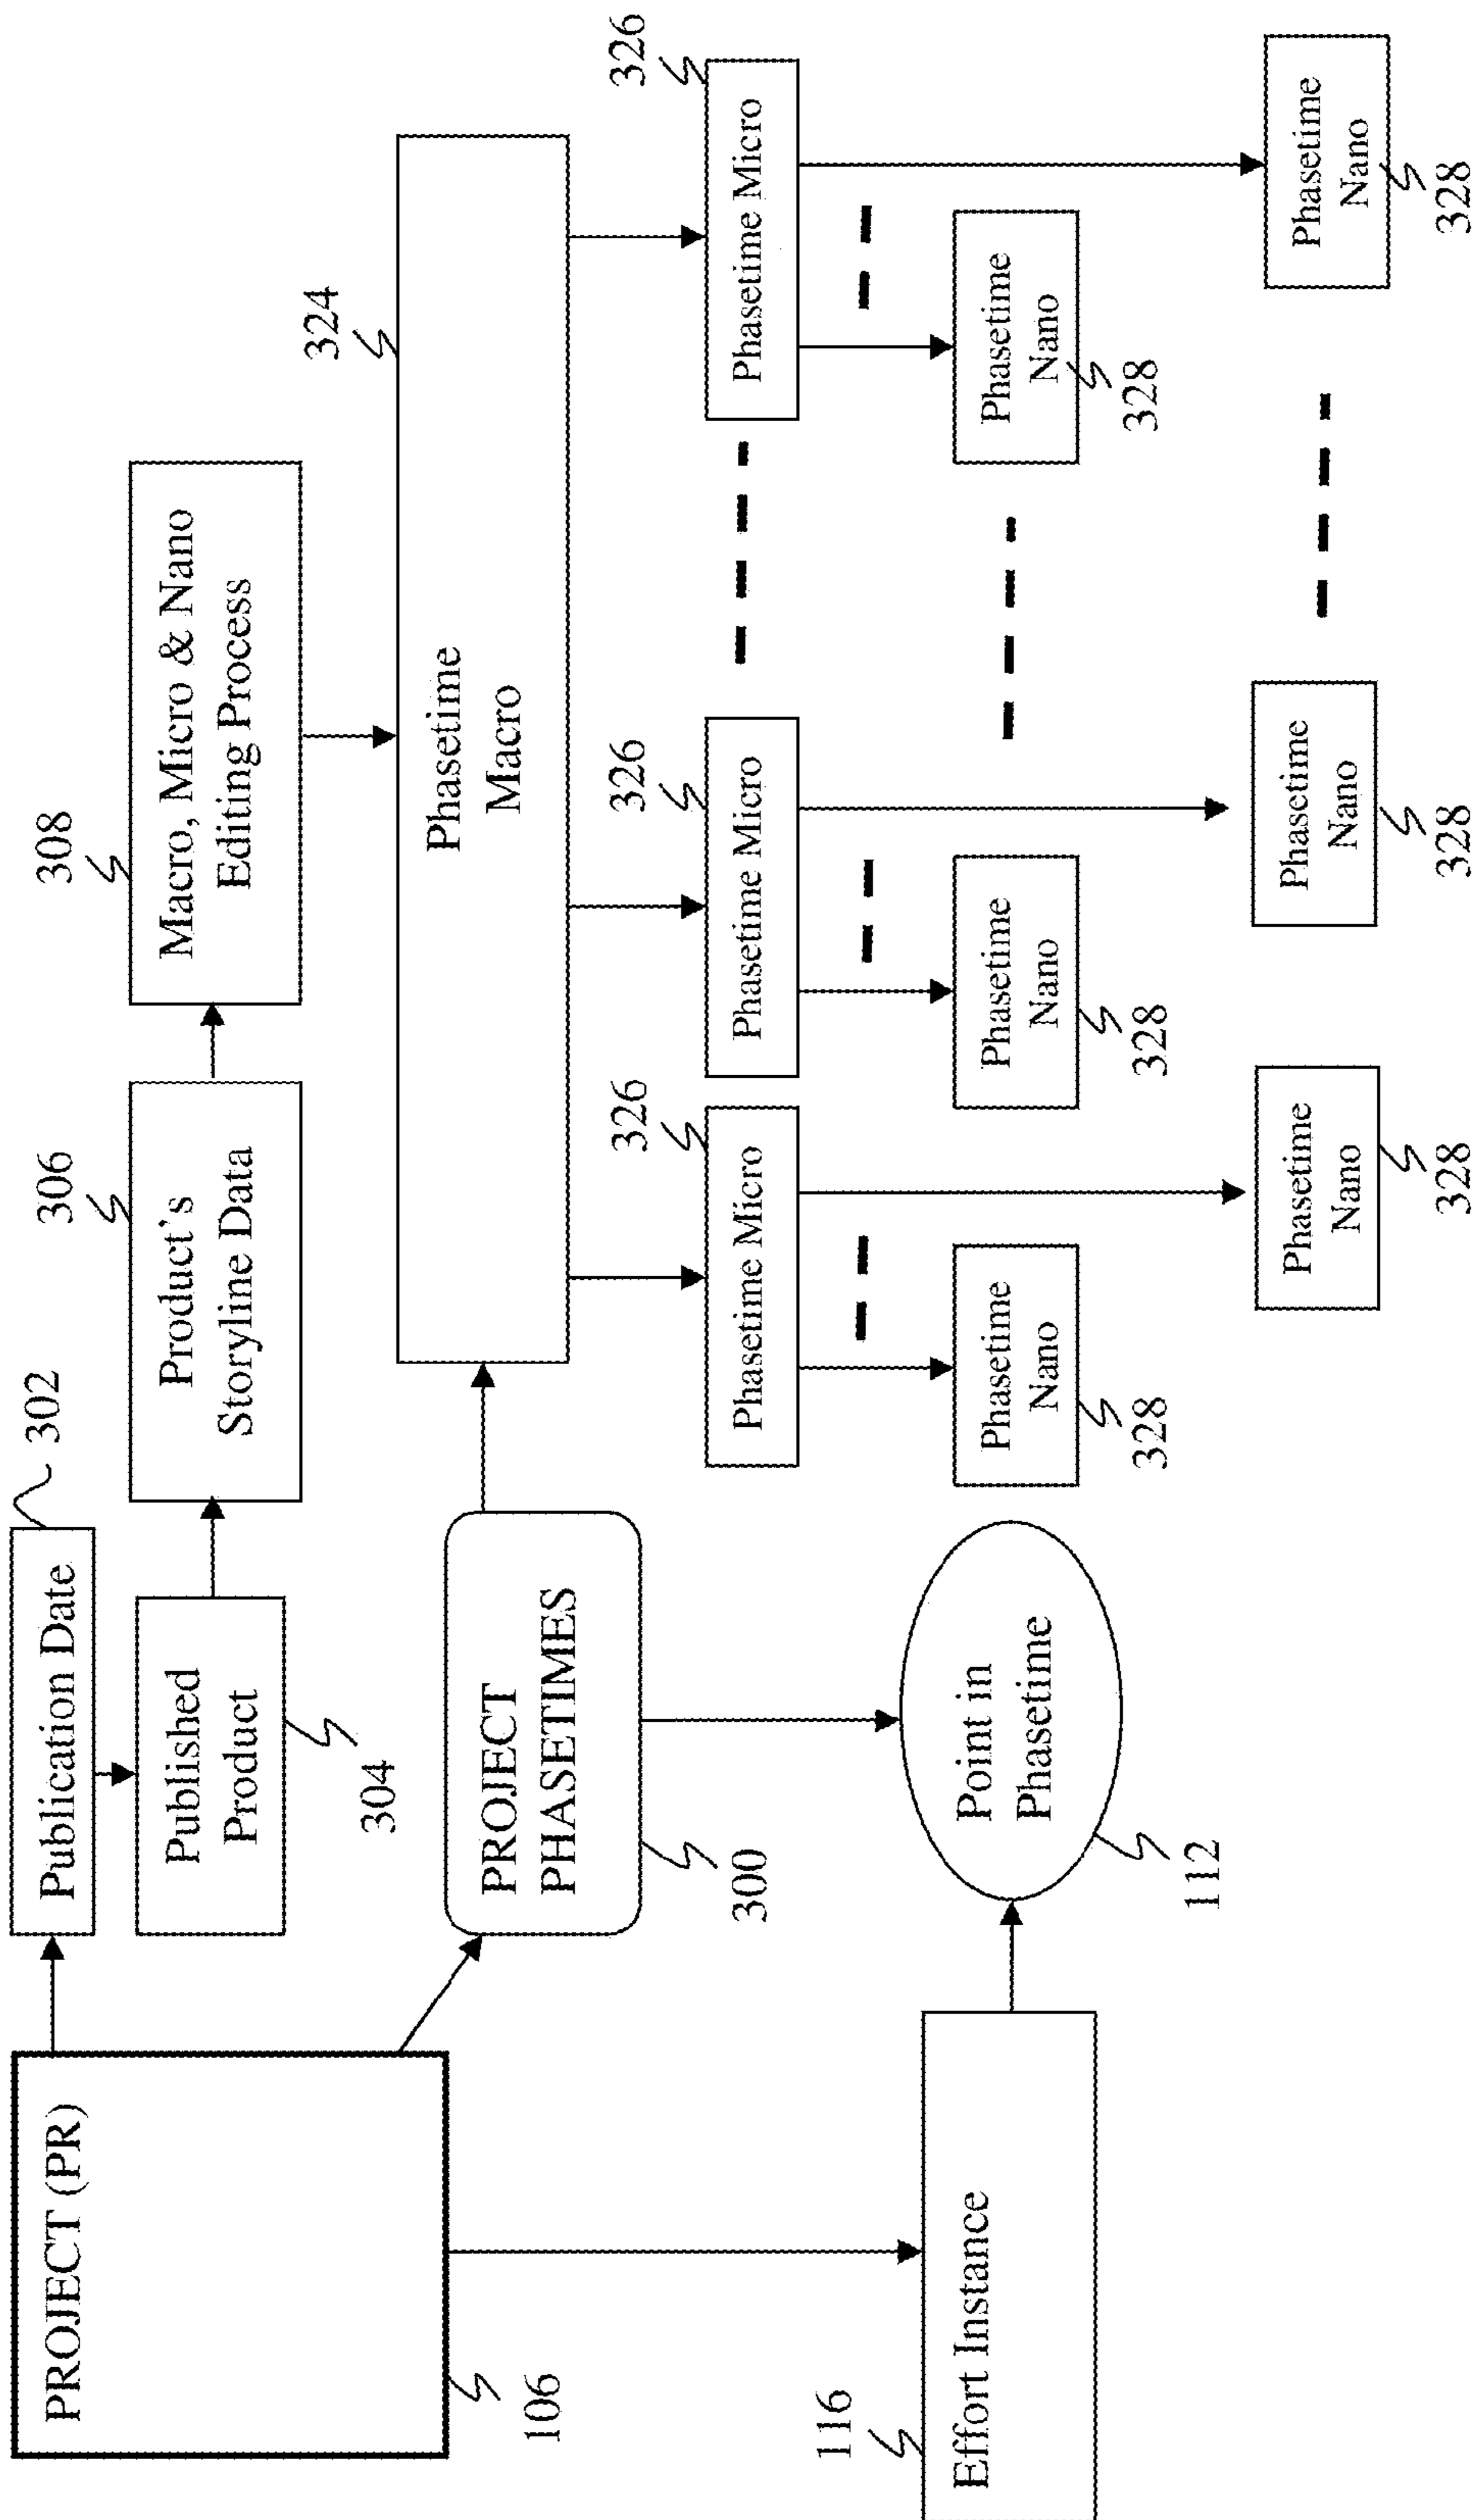 PROJECT (PR)
106
Publication Date
302
Published
Product
304
Product's
Storyline Data
306
Macro, Micro & Nano
Editing Process
308
PROJECT
PHASETIMES
300
Phasetime
Macro
324
Effort Instance
116
Point in
Phasetime
112
Phasetime Micro
326
Phasetime Micro
326
Phasetime Micro
326
Phasetime
Nano
328
Phasetime
Nano
328
Phasetime
Nano
328
Phasetime
Nano
328
Phasetime
Nano
328
Phasetime
Nano
328